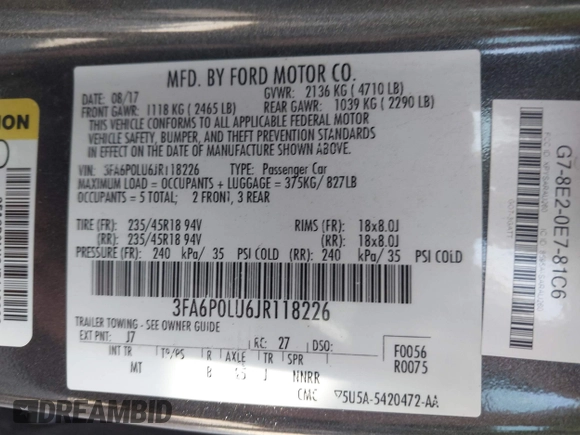 MFD. BY FORD MOTOR CO.
DATE: 08/17 GVWR: 2136 KG ( 4710 LB)
FRONT GAWR: 1118 KG ( 2465 LB) REAR GAWR: 1039 KG ( 2290 LB)
THIS VEHICLE CONFORMS TO ALL APPLICABLE FEDERAL MOTOR
VEHICLE SAFETY, BUMPER, AND THEFT PREVENTION STANDARDS
IN EFFECT ON THE DATE OF MANUFACTURE SHOWN ABOVE.
VIN: 3FA6P0LU6JR118226 TYPE: Passenger Car
MAXIMUM LOAD = OCCUPANTS + LUGGAGE = 375KG/ 827LB
OCCUPANTS = 5 TOTAL; 2 FRONT, 3 REAR
TIRE (FR): 235/45R18 94V RIMS (FR): 18x8.0J
(RR): 235/45R18 94V (RR): 18x8.0J
PRESSURE (FR): 240 kPa/ 35 PSI COLD (RR): 240 kPa/ 35 PSI COLD
3FA6P0LU6JR118226
TRAILER TOWING - SEE OWNER GUIDE
EXT PNT: J7 RC: 27 DSO: F0056
R0075
INT TR TP/PS R AXLE TR SPR
MT B J NNRR
CMC 5U5A-5420472-AA
G7-8E2-0E7-81C6
DREAMBID